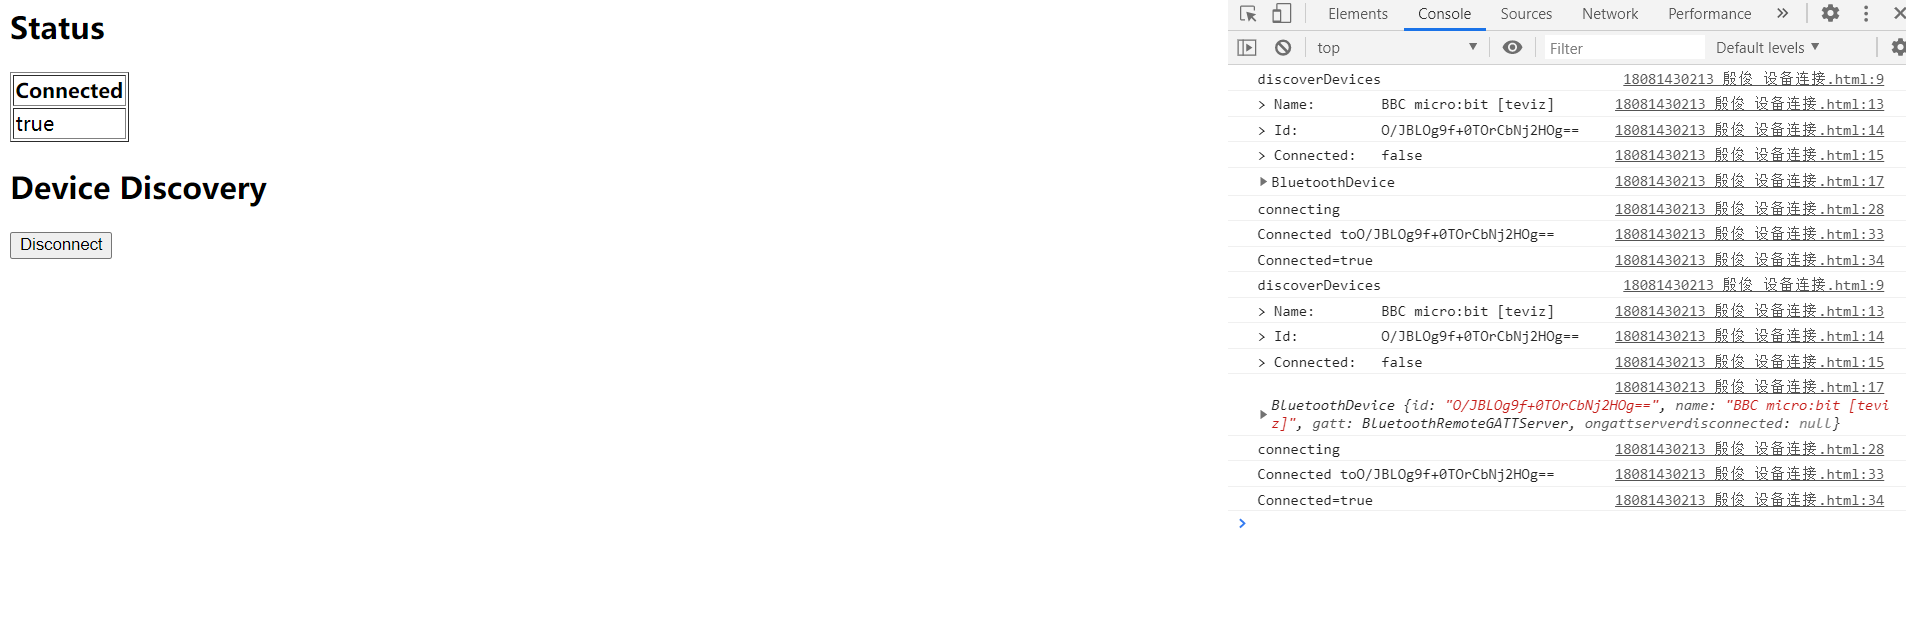 Status
Connected
true
Device Discovery
Disconnect
Elements Console Sources Network Performance
top Filter Default levels
discoverDevices 18081430213 殷俊 设备连接.html:9
> Name: BBC micro:bit [teviz] 18081430213 殷俊 设备连接.html:13
> Id: O/JBLOg9f+0TOrCbNj2HOg== 18081430213 殷俊 设备连接.html:14
> Connected: false 18081430213 殷俊 设备连接.html:15
BluetoothDevice 18081430213 殷俊 设备连接.html:17
connecting 18081430213 殷俊 设备连接.html:28
Connected toO/JBLOg9f+0TOrCbNj2HOg== 18081430213 殷俊 设备连接.html:33
Connected=true 18081430213 殷俊 设备连接.html:34
discoverDevices 18081430213 殷俊 设备连接.html:9
> Name: BBC micro:bit [teviz] 18081430213 殷俊 设备连接.html:13
> Id: O/JBLOg9f+0TOrCbNj2HOg== 18081430213 殷俊 设备连接.html:14
> Connected: false 18081430213 殷俊 设备连接.html:15
18081430213 殷俊 设备连接.html:17
BluetoothDevice {id: "O/JBLOg9f+0TOrCbNj2HOg==", name: "BBC micro:bit [tevi
z]", gatt: BluetoothRemoteGATTServer, ongattserverdisconnected: null}
connecting 18081430213 殷俊 设备连接.html:28
Connected toO/JBLOg9f+0TOrCbNj2HOg== 18081430213 殷俊 设备连接.html:33
Connected=true 18081430213 殷俊 设备连接.html:34